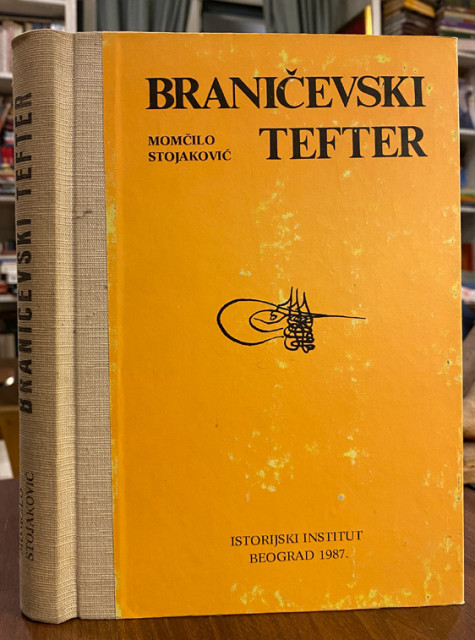 BRANIČEVSKI
TEFTER
MOMČILO
STOJAKOVIĆ
ISTORIJSKI INSTITUT
BEOGRAD 1987.
BRANIČEVSKI TEFTER
MOMČILO
STOJAKOVIĆ